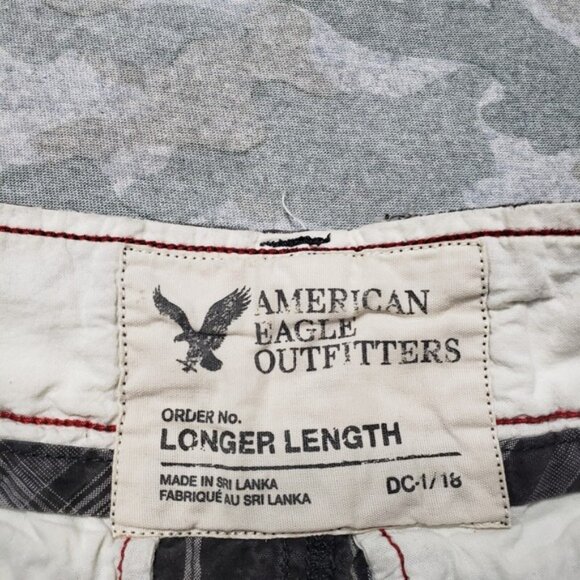 AMERICAN
EAGLE
OUTFITTERS
ORDER No.
LONGER LENGTH
MADE IN SRI LANKA
FABRIQUÉ AU SRI LANKA
DC-1/18